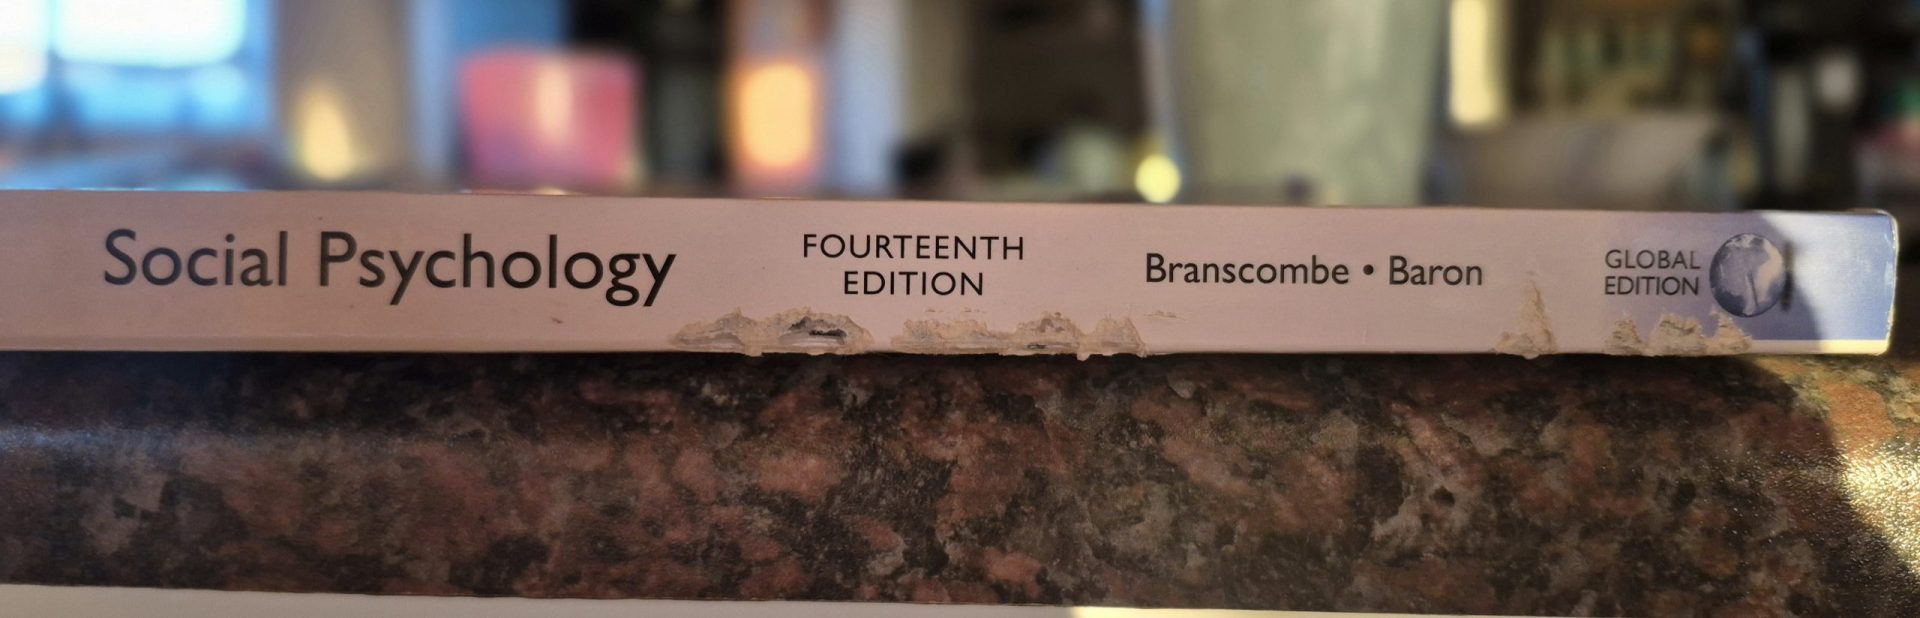 Social Psychology
FOURTEENTH
EDITION
Branscombe • Baron
GLOBAL
EDITION